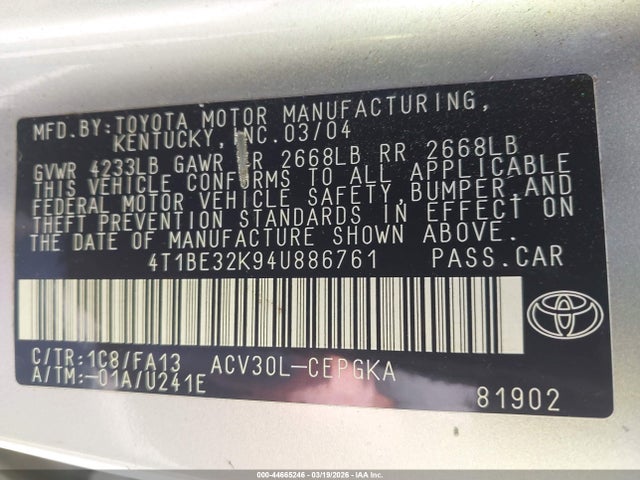 MFD.BY:TOYOTA MOTOR MANUFACTURING,
KENTUCKY, INC.03/04
GVWR 4233LB GAWR FR 2668LB RR 2668LB
THIS VEHICLE CONFORMS TO ALL APPLICABLE
FEDERAL MOTOR VEHICLE SAFETY,BUMPER,AND
THEFT PREVENTION STANDARDS IN EFFECT ON
THE DATE OF MANUFACTURE SHOWN ABOVE.
4T1BE32K94U886761 PASS.CAR
C/TR:1C8/FA13 ACV30L-CEPGKA
A/TM:-01A/U241E
81902
000-44665246 - 03/19/2026 - IAA Inc.